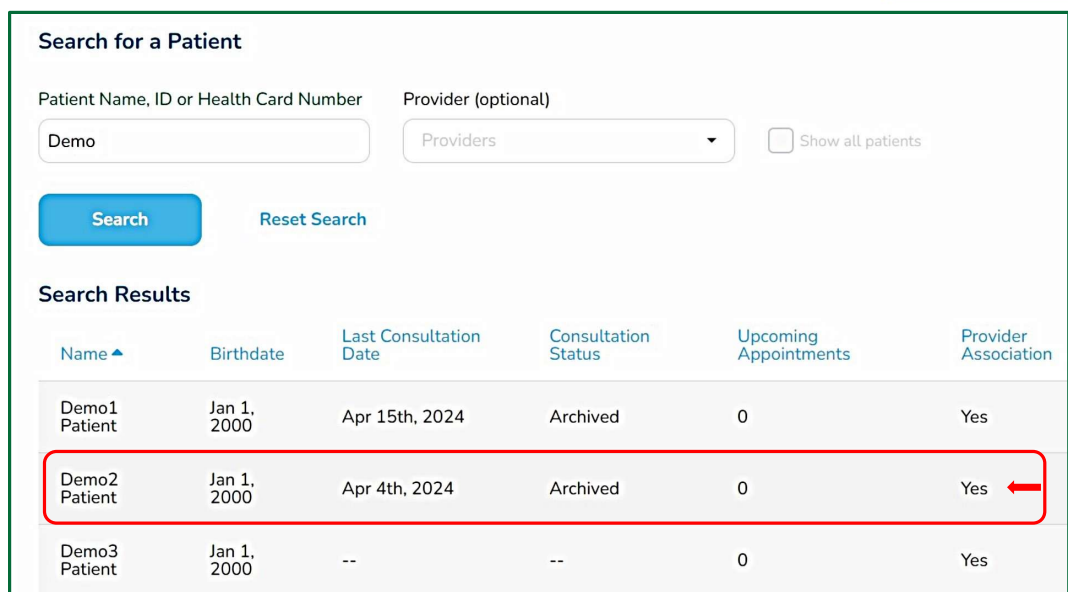 Search for a Patient
Patient Name, ID or Health Card Number Provider (optional)
Demo Providers Show all patients
Search Reset Search
Search Results
Name Birthdate Last Consultation Date Consultation Status Upcoming Appointments Provider Association
Demo1 Patient Jan 1, 2000 Apr 15th, 2024 Archived 0 Yes
Demo2 Patient Jan 1, 2000 Apr 4th, 2024 Archived 0 Yes
Demo3 Patient Jan 1, 2000 -- -- 0 Yes